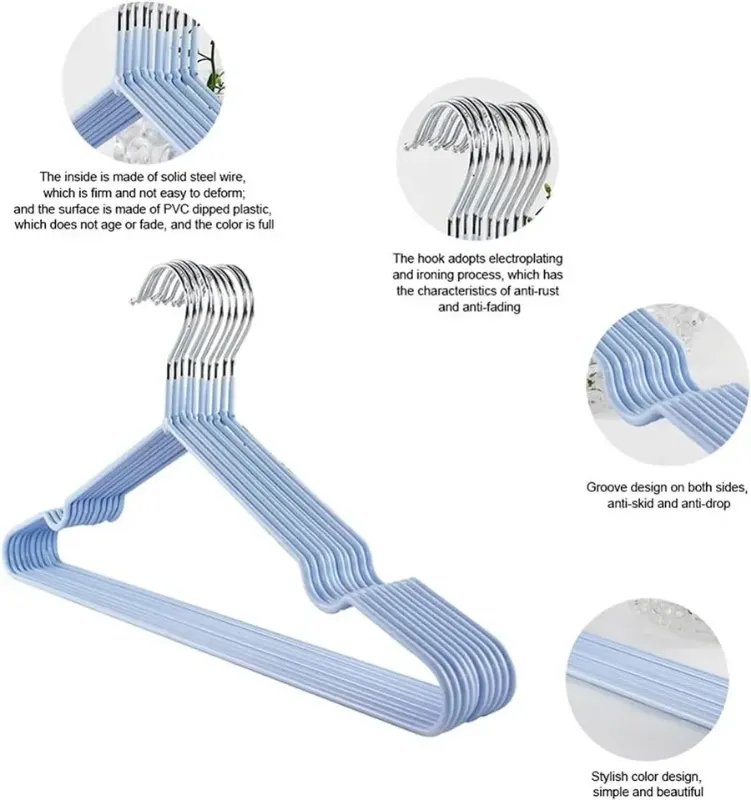 The inside is made of solid steel wire,
which is firm and not easy to deform;
and the surface is made of PVC dipped plastic,
which does not age or fade, and the color is full
The hook adopts electroplating
and ironing process, which has
the characteristics of anti-rust
and anti-fading
Groove design on both sides,
anti-skid and anti-drop
Stylish color design,
simple and beautiful